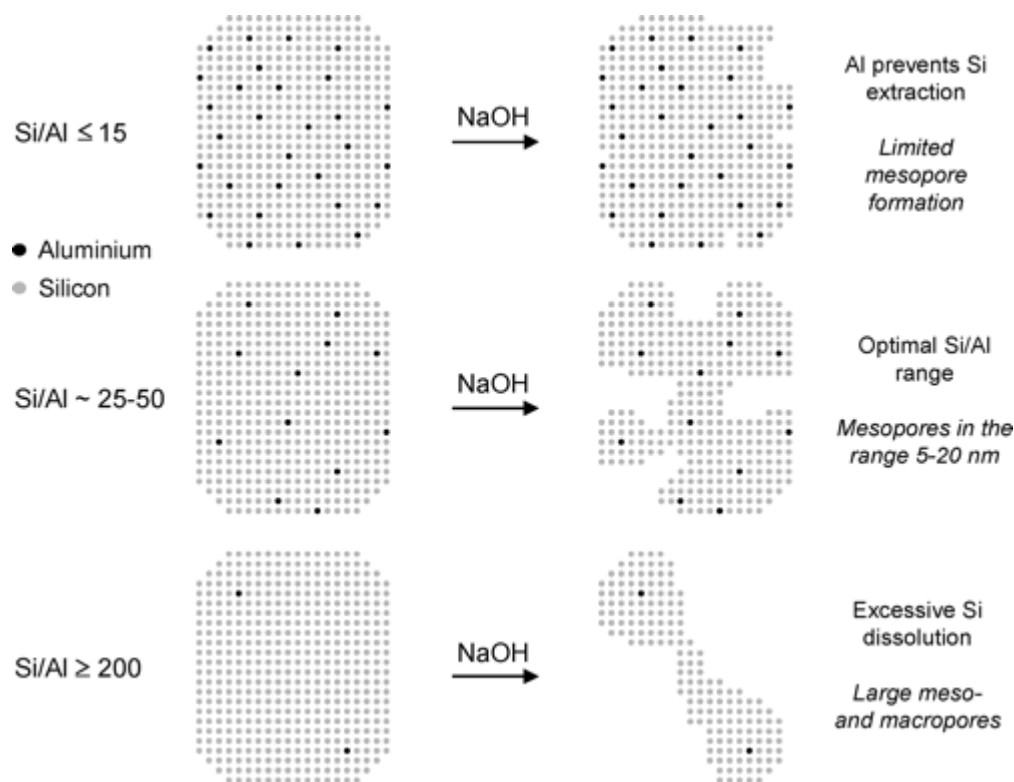 Si/Al ≤ 15
NaOH
Al prevents Si
extraction
Limited
mesopore
formation
Aluminium
Silicon
Si/Al ~ 25-50
NaOH
Optimal Si/Al
range
Mesopores in the
range 5-20 nm
Si/Al ≥ 200
NaOH
Excessive Si
dissolution
Large meso-
and macropores